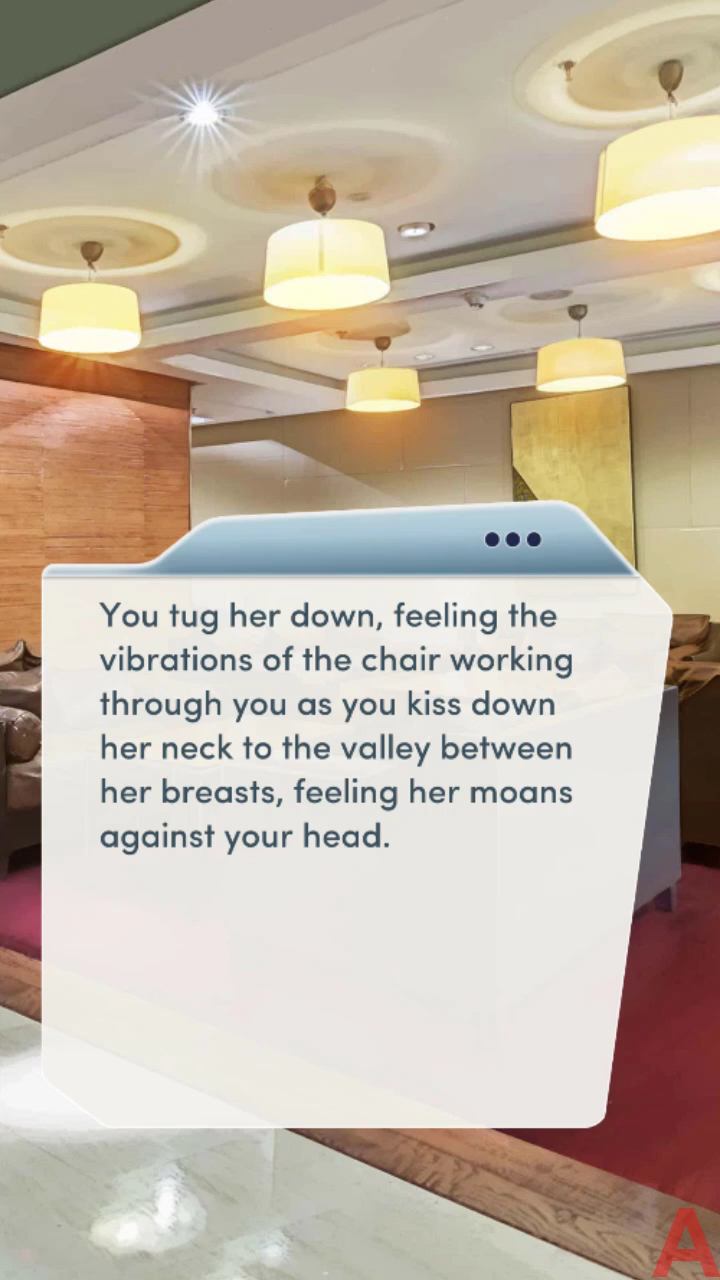 You tug her down, feeling the
vibrations of the chair working
through you as you kiss down
her neck to the valley between
her breasts, feeling her moans
against your head.
A